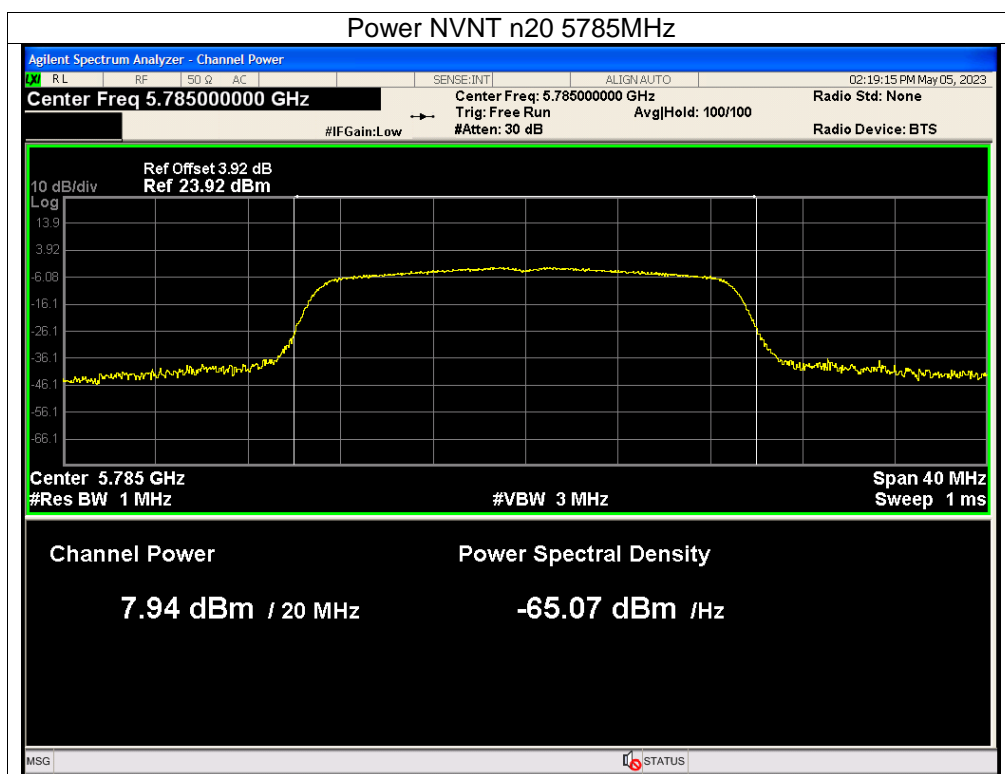 Power NVNT n20 5785MHz
Agilent Spectrum Analyzer - Channel Power
LXI RL RF 50 Ω AC SENSE:INT ALIGN AUTO 02:19:15 PM May 05, 2023
Center Freq 5.785000000 GHz Center Freq: 5.785000000 GHz Radio Std: None
Trig: Free Run Avg|Hold: 100/100
#IFGain:Low #Atten: 30 dB Radio Device: BTS
Ref Offset 3.92 dB
10 dB/div Ref 23.92 dBm
Log
13.9
3.92
-6.08
-16.1
-26.1
-36.1
-46.1
-56.1
-66.1
Center 5.785 GHz Span 40 MHz
#Res BW 1 MHz #VBW 3 MHz Sweep 1 ms
Channel Power Power Spectral Density
7.94 dBm / 20 MHz -65.07 dBm /Hz
MSG STATUS